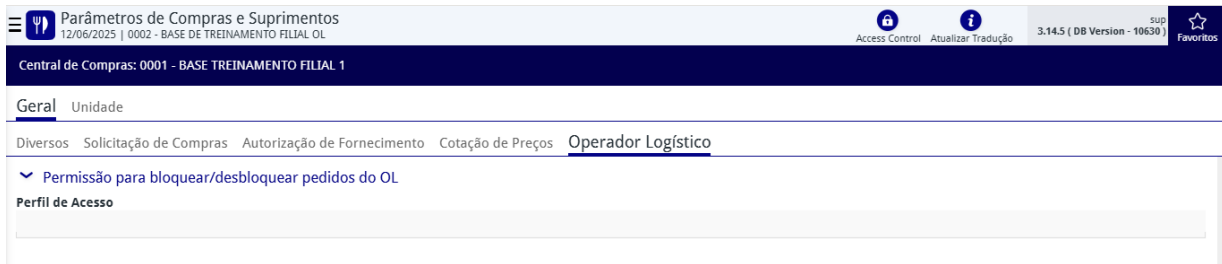 Parâmetros de Compras e Suprimentos
12/06/2025 | 0002 - BASE DE TREINAMENTO FILIAL OL
Access Control
Atualizar Tradução
sup
3.14.5 ( DB Version - 10630 )
Favoritos
Central de Compras: 0001 - BASE TREINAMENTO FILIAL 1
Geral Unidade
Diversos Solicitação de Compras Autorização de Fornecimento Cotação de Preços Operador Logístico
Permissão para bloquear/desbloquear pedidos do OL
Perfil de Acesso